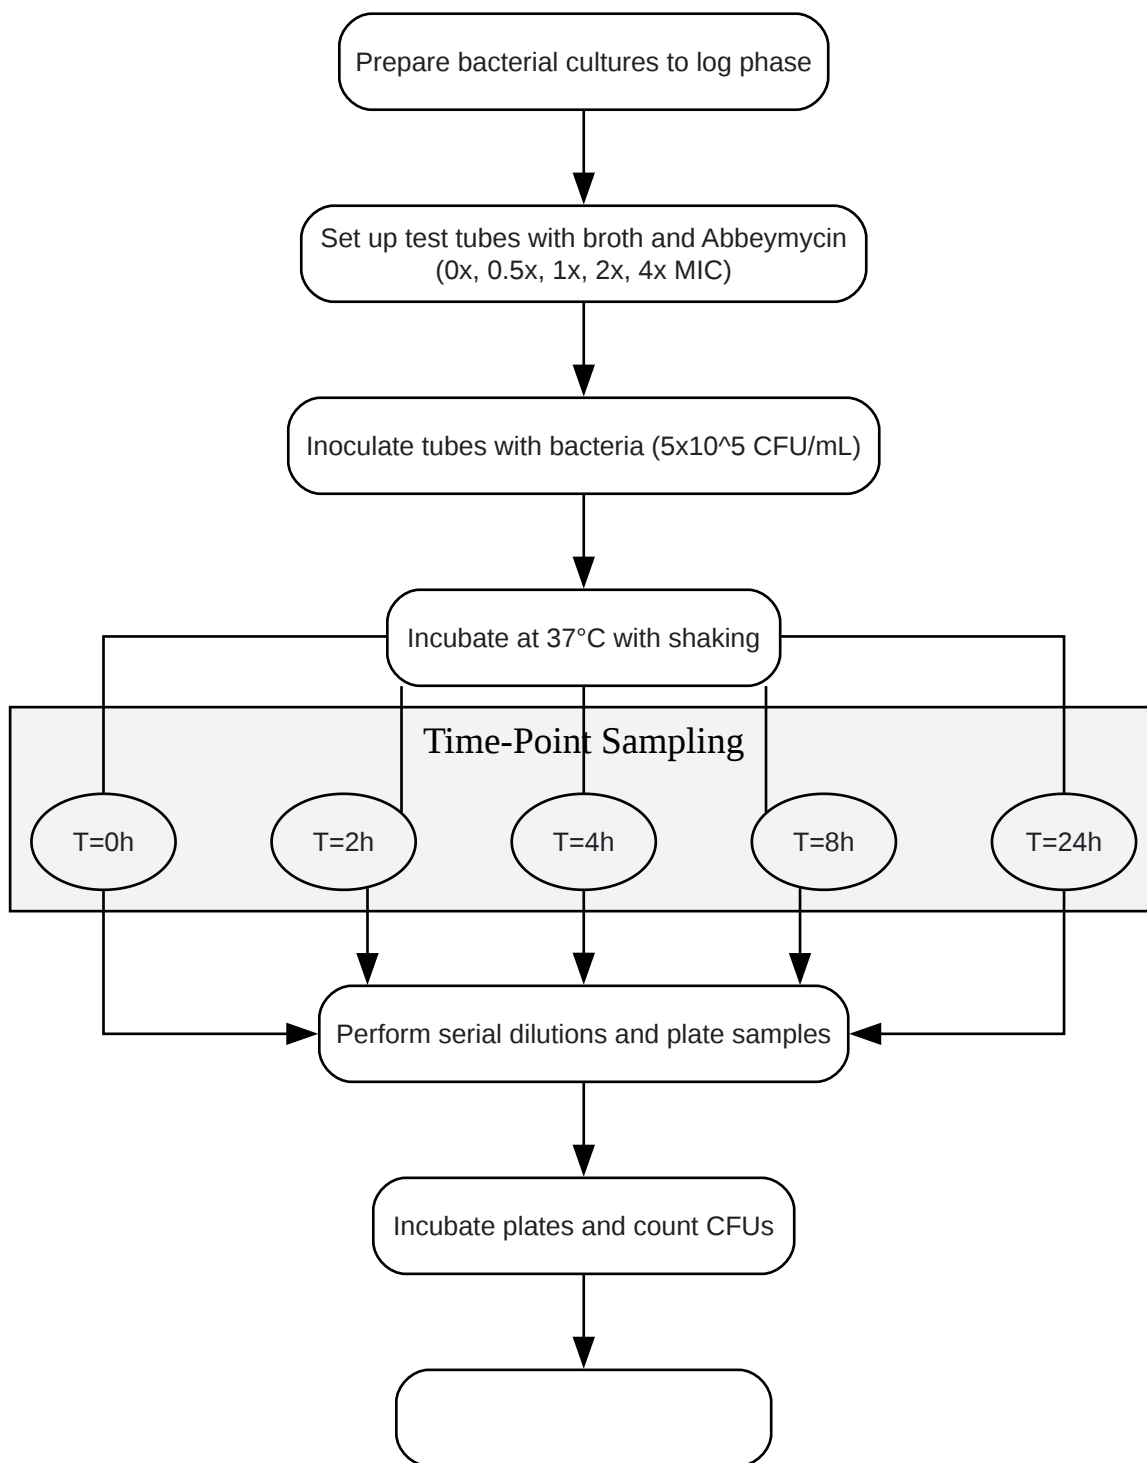 Prepare bacterial cultures to log phase
Set up test tubes with broth and Abbeymycin
(0x, 0.5x, 1x, 2x, 4x MIC)
Inoculate tubes with bacteria (5x10^5 CFU/mL)
Incubate at 37°C with shaking
Time-Point Sampling
T=0h
T=2h
T=4h
T=8h
T=24h
Perform serial dilutions and plate samples
Incubate plates and count CFUs